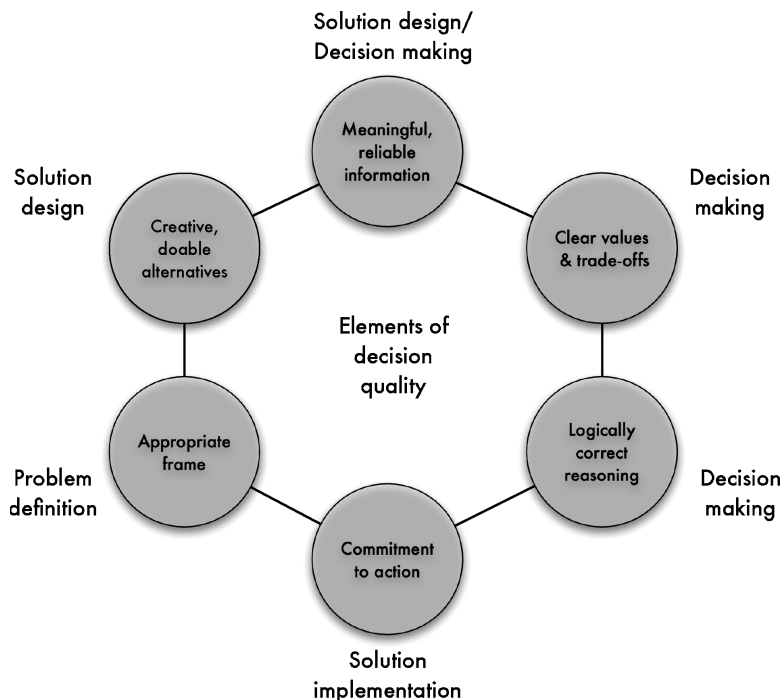 Solution design/
Decision making
Meaningful,
reliable
information
Solution
design
Creative,
doable
alternatives
Decision
making
Clear values
& trade-offs
Elements of
decision
quality
Appropriate
frame
Problem
definition
Logically
correct
reasoning
Decision
making
Commitment
to action
Solution
implementation